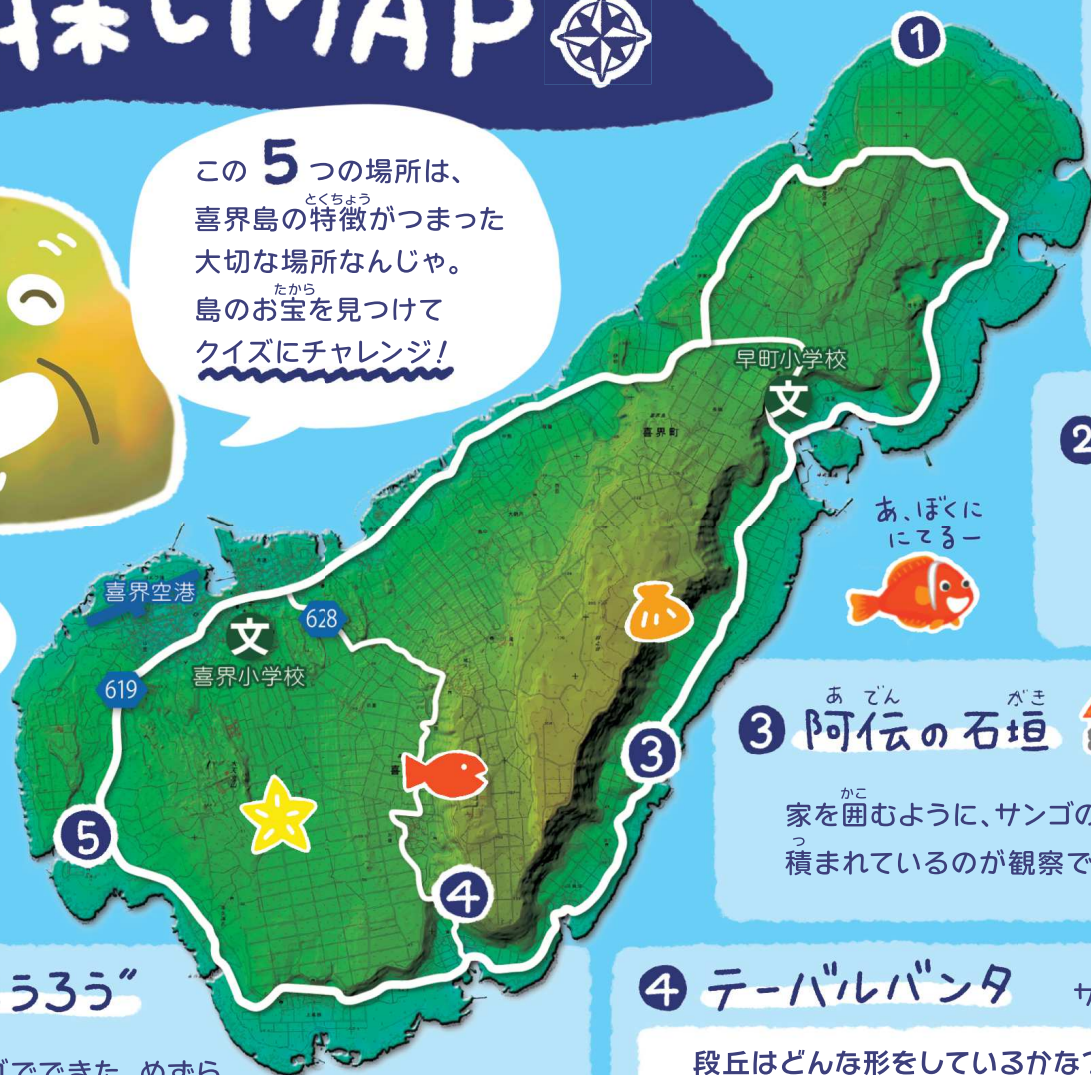 探しMAP
1
この 5 つの場所は、
とくちょう
喜界島の特徴がつまった
大切な場所なんじゃ。
たから
島のお宝を見つけて
クイズにチャレンジ!
早町小学校
文
喜界町
2
あ、ぼくに
にてるー
喜界空港
628
文
喜界小学校
619
3
3 阿伝の石垣
あでん
がき
かこ
家を囲むように、サンゴの
つ
積まれているのが観察で
5
4
うろう”
4 テーバルバンタ
サ
段丘はどんな形をしているかな
ゴでできた、めずら